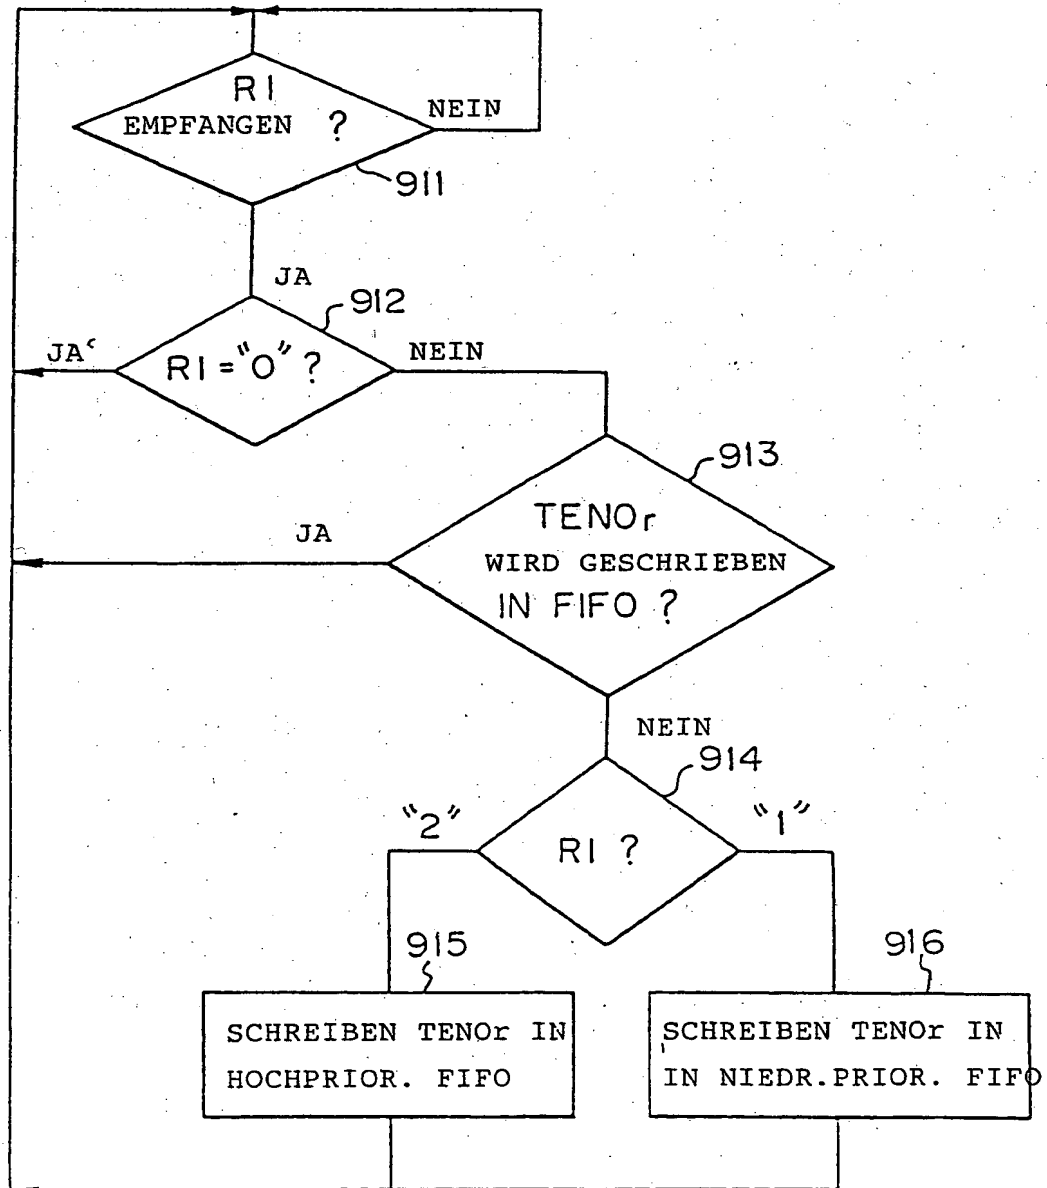 RI
EMPFANGEN ?
NEIN
911
JA
912
JA
RI = "0" ?
NEIN
913
JA
TENOr
WIRD GESCHRIEBEN
IN FIFO ?
NEIN
914
"2"
RI ?
"1"
915
916
SCHREIBEN TENOr IN
HOCHPRIOR. FIFO
SCHREIBEN TENOr IN
IN NIEDR.PRIOR. FIFO